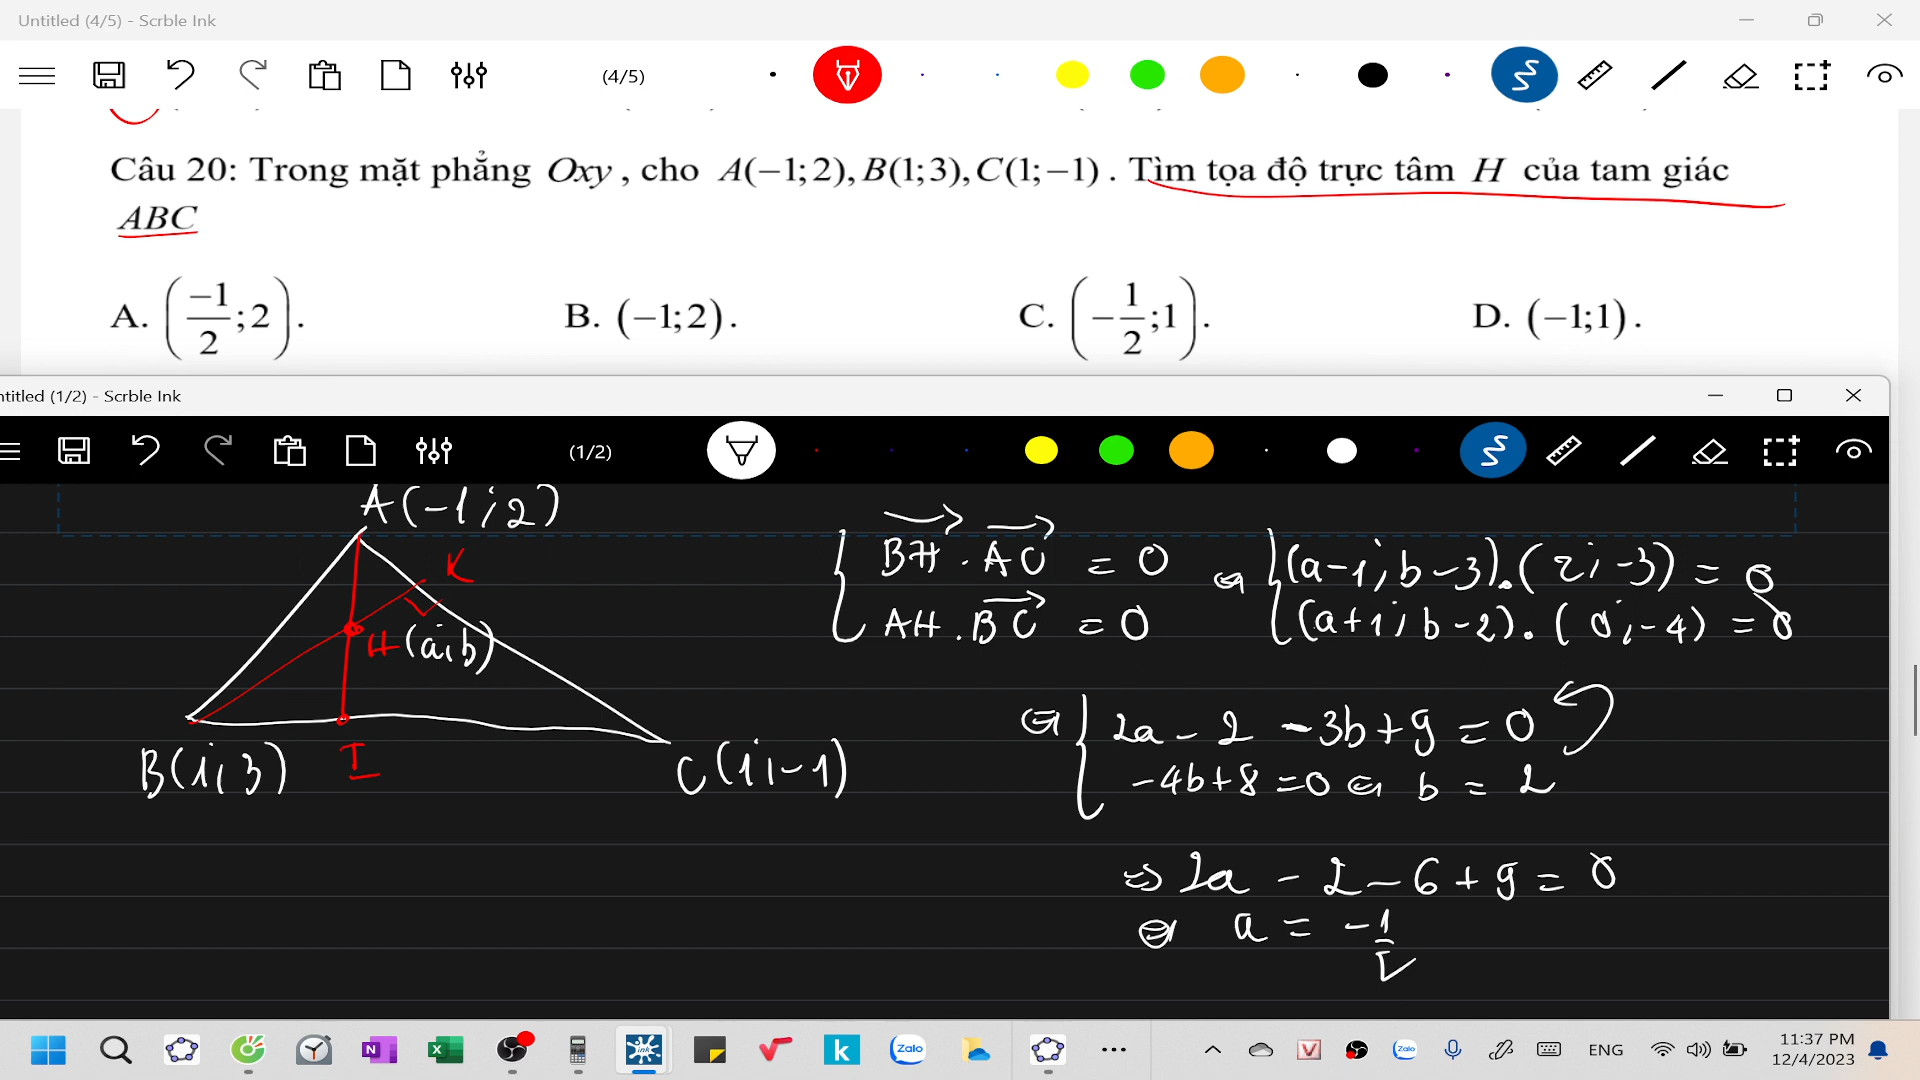 Untitled (4/5) - Scrble Ink
(4/5)
Câu 20: Trong mặt phẳng Oxy, cho A(−1;2), B(1;3), C(1;−1). Tìm tọa độ trực tâm H của tam giác
ABC
A. (−1/2;2). B. (−1;2). C. (−1/2;1). D. (−1;1).
ntitled (1/2) - Scrble Ink
(1/2)
A(-1;2)
K
H(a;b)
B(1;3)
I
C(1;-1)
BH.AC = 0 ⇔ (a-1;b-3).(2;-3) = 0
AH.BC = 0 (a+1;b-2).(0;-4) = 0
⇔ 2a - 2 - 3b + 9 = 0
-4b + 8 = 0 ⇔ b = 2
⇒ 2a - 2 - 6 + 9 = 0
⇔ a = -1/2
Zalo
Zalo
ENG
11:37 PM
12/4/2023